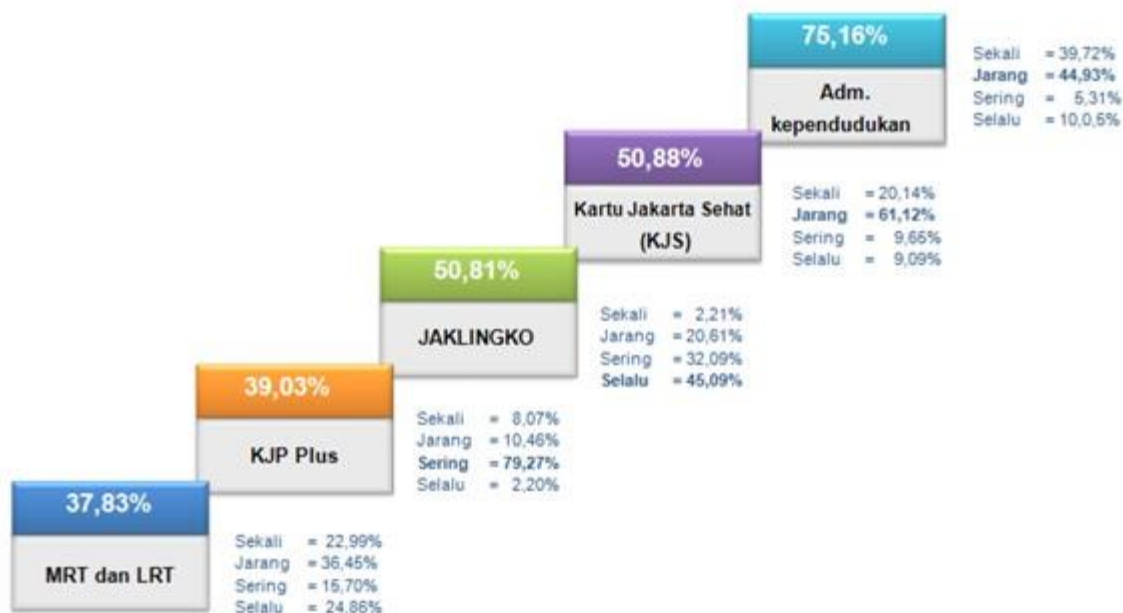 75,16%
Adm.
kependudukan
Sekali = 39,72%
Jarang = 44,93%
Sering = 5,31%
Selalu = 10,0,5%
50,88%
Kartu Jakarta Sehat
(KJS)
Sekali = 20,14%
Jarang = 61,12%
Sering = 9,65%
Selalu = 9,09%
50,81%
JAKLINGKO
Sekali = 2,21%
Jarang = 20,61%
Sering = 32,09%
Selalu = 45,09%
39,03%
KJP Plus
Sekali = 8,07%
Jarang = 10,46%
Sering = 79,27%
Selalu = 2,20%
37,83%
MRT dan LRT
Sekali = 22,99%
Jarang = 36,45%
Sering = 15,70%
Selalu = 24,86%